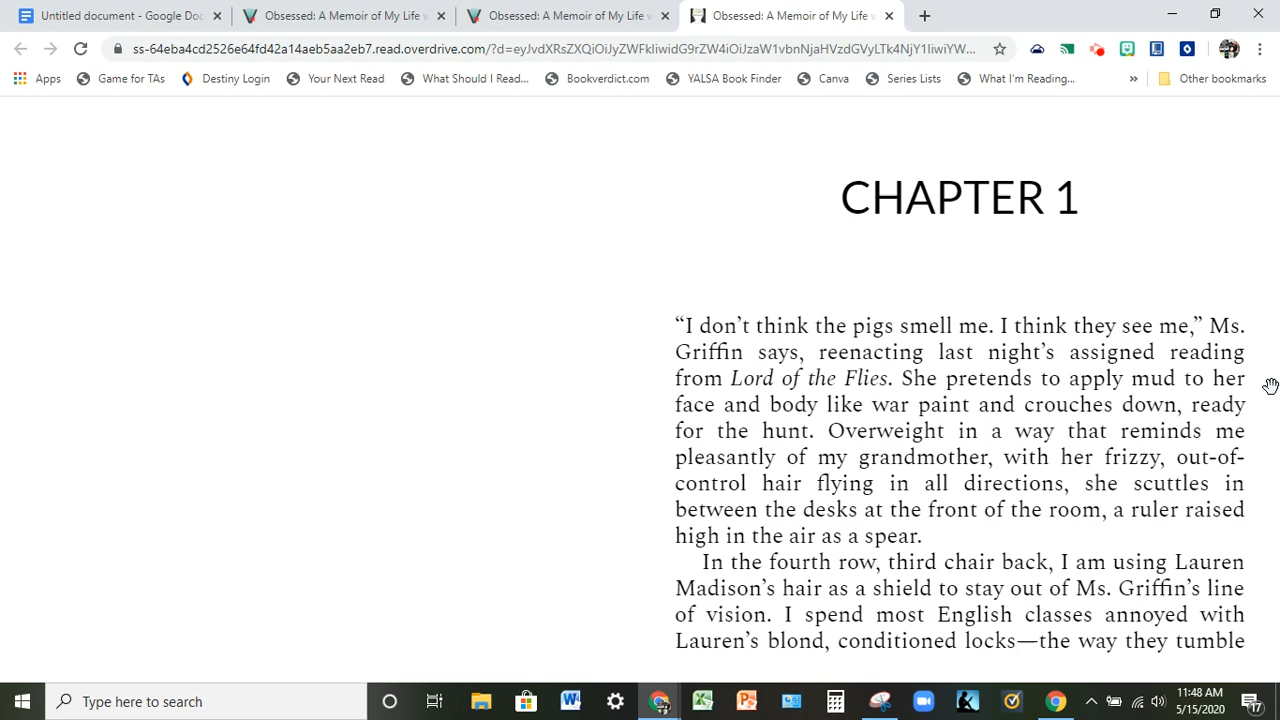 Untitled document - Google Doc
Obsessed: A Memoir of My Life w
Obsessed: A Memoir of My Life w
Obsessed: A Memoir of My Life w
ss-64eba4cd2526e64fd42a14aeb5aa2eb7.read.overdrive.com/?d=eyJvdXRsZXQiOiJyZWFkIiwidG9rZW4iOiJzaW1vbnNjaHVzdGVyLTk4NjY1IiwiYW...
Apps
Game for TAs
Destiny Login
Your Next Read
What Should I Read...
Bookverdict.com
YALSA Book Finder
Canva
Series Lists
What I'm Reading...
»
Other bookmarks
CHAPTER 1
“I don’t think the pigs smell me. I think they see me,” Ms.
Griffin says, reenacting last night’s assigned reading
from Lord of the Flies. She pretends to apply mud to her
face and body like war paint and crouches down, ready
for the hunt. Overweight in a way that reminds me
pleasantly of my grandmother, with her frizzy, out-of-
control hair flying in all directions, she scuttles in
between the desks at the front of the room, a ruler raised
high in the air as a spear.
In the fourth row, third chair back, I am using Lauren
Madison’s hair as a shield to stay out of Ms. Griffin’s line
of vision. I spend most English classes annoyed with
Lauren’s blond, conditioned locks—the way they tumble
Type here to search
11:48 AM
5/15/2020
17